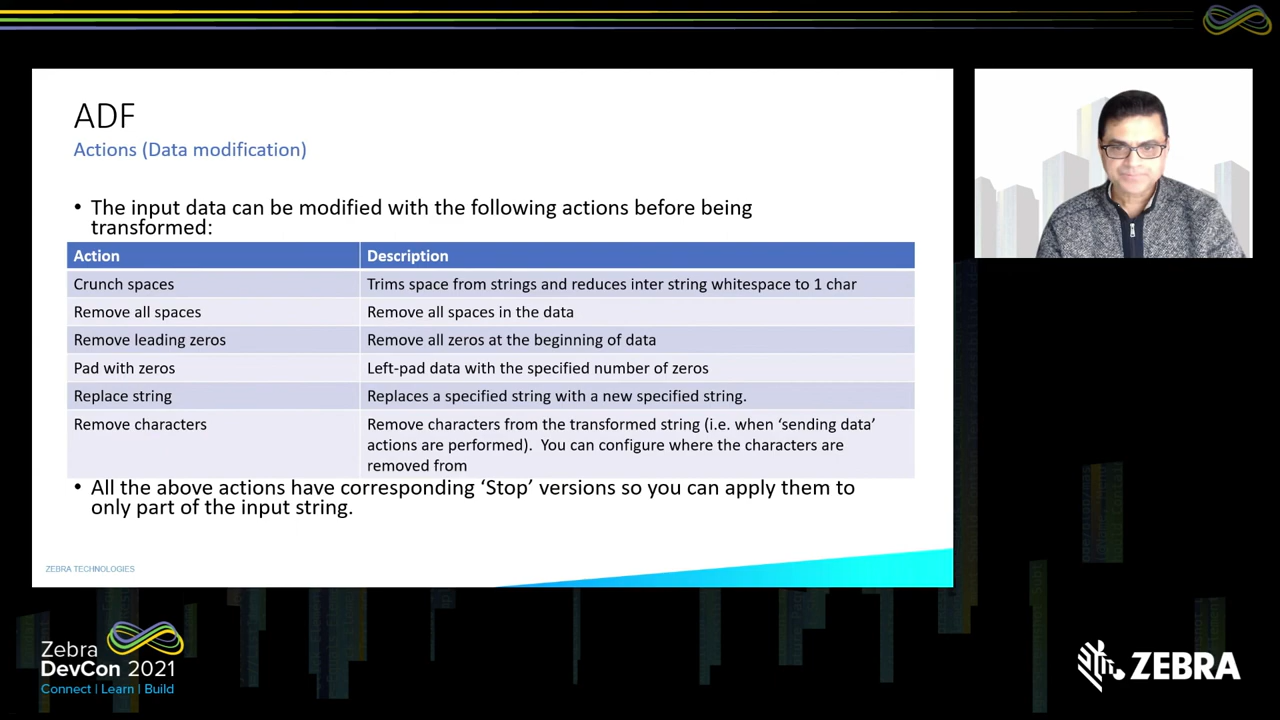 ADF
Actions (Data modification)
• The input data can be modified with the following actions before being
transformed:
Action Description
Crunch spaces Trims space from strings and reduces inter string whitespace to 1 char
Remove all spaces Remove all spaces in the data
Remove leading zeros Remove all zeros at the beginning of data
Pad with zeros Left-pad data with the specified number of zeros
Replace string Replaces a specified string with a new specified string.
Remove characters Remove characters from the transformed string (i.e. when ‘sending data’
actions are performed).  You can configure where the characters are
removed from
• All the above actions have corresponding ‘Stop’ versions so you can apply them to
only part of the input string.
ZEBRA TECHNOLOGIES
Zebra
DevCon 2021
Connect | Learn | Build
ZEBRA